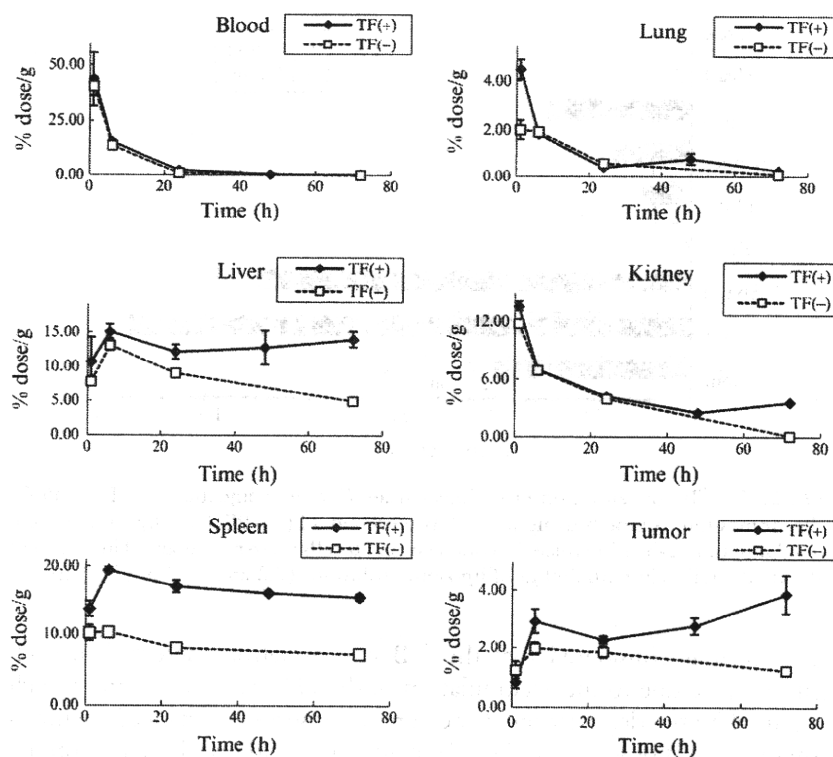 Blood
TF(+)
TF(−)
% dose/g
50.00
25.00
0.00
0 20 40 60 80
Time (h)
Lung
TF(+)
TF(−)
% dose/g
4.00
2.00
0.00
0 20 40 60 80
Time (h)
Liver
TF(+)
TF(−)
% dose/g
15.00
10.00
5.00
0.00
0 20 40 60 80
Time (h)
Kidney
TF(+)
TF(−)
% dose/g
12.00
6.00
0.00
0 20 40 60 80
Time (h)
Spleen
TF(+)
TF(−)
% dose/g
20.00
10.00
0.00
0 20 40 60 80
Time (h)
Tumor
TF(+)
TF(−)
% dose/g
4.00
2.00
0.00
0 20 40 60 80
Time (h)